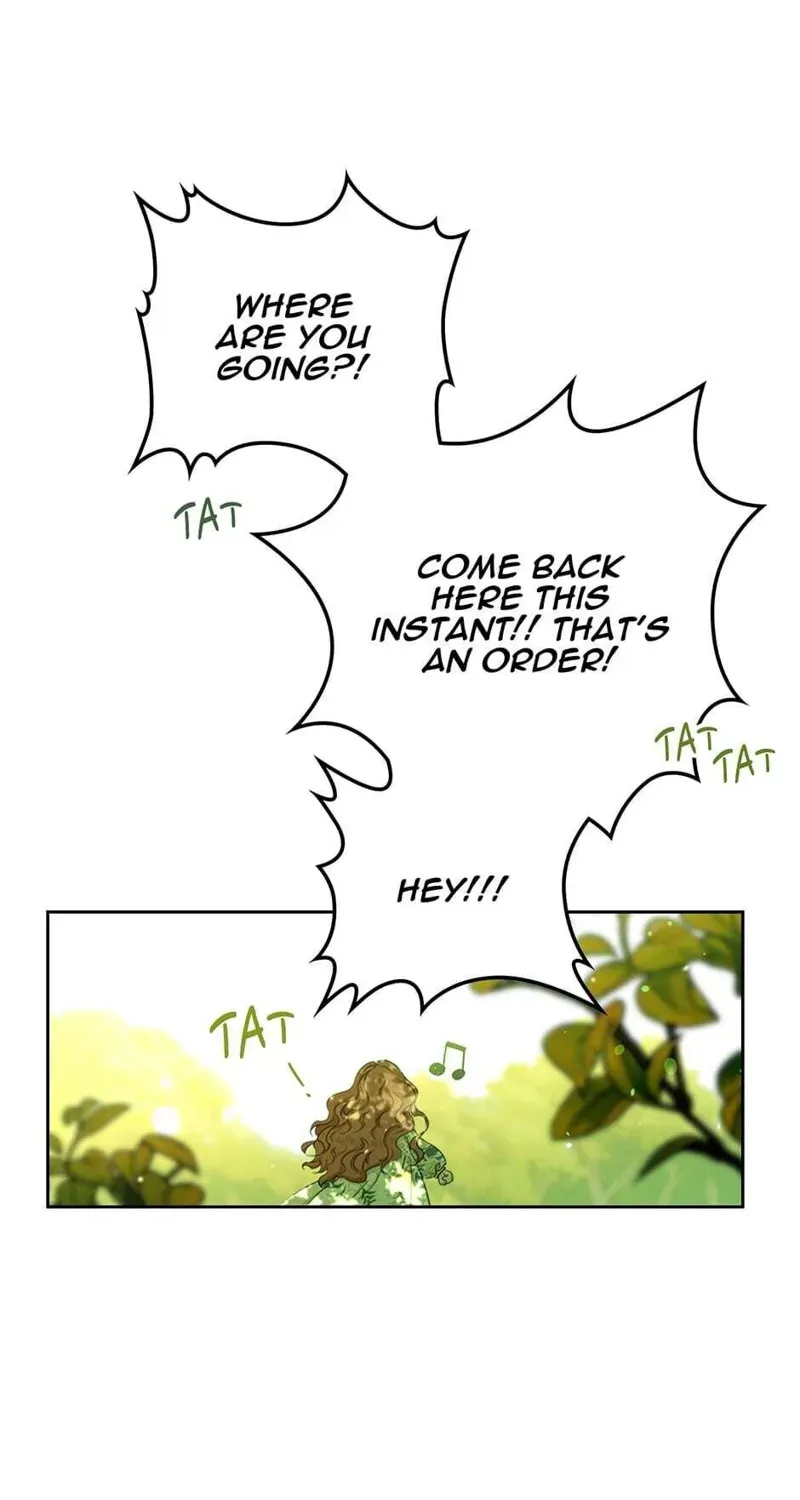 WHERE
ARE YOU
GOING?!
TAT
COME BACK
HERE THIS
INSTANT!! THAT'S
AN ORDER!
TAT
TAT
HEY!!!
TAT